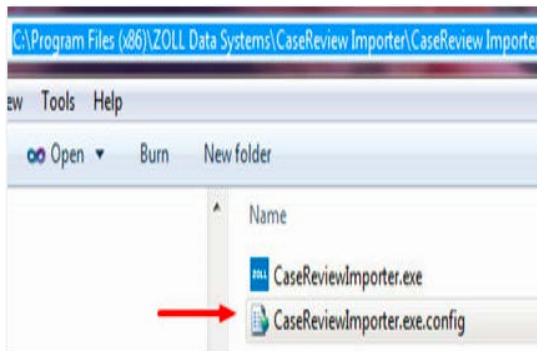 C:\Program Files (x86)\ZOLL Data Systems\CaseReview Importer\CaseReview Importer
ew Tools Help
Open Burn New folder
Name
ZOLL CaseReviewImporter.exe
CaseReviewImporter.exe.config